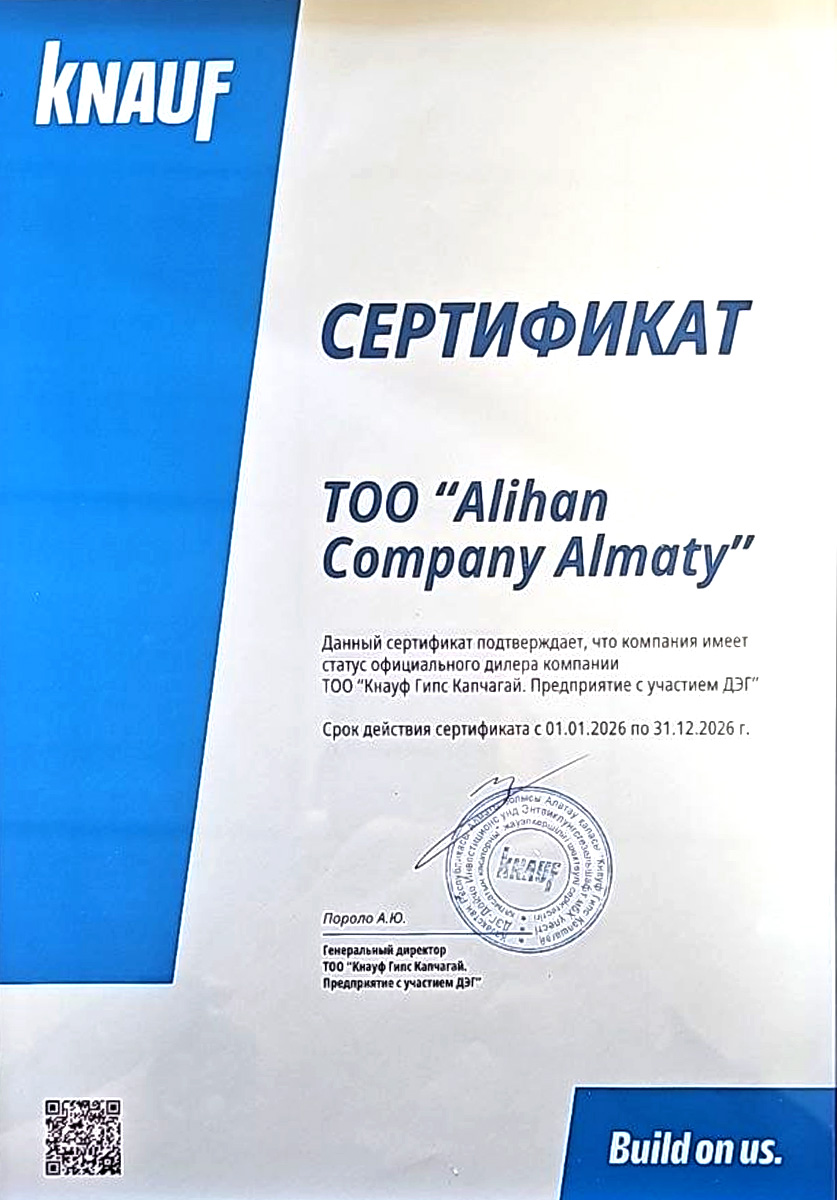 KNAUF
СЕРТИФИКАТ
ТОО “Alihan
Company Almaty”
Данный сертификат подтверждает, что компания имеет
статус официального дилера компании
ТОО “Кнауф Гипс Капчагай. Предприятие с участием ДЭГ”
Срок действия сертификата с 01.01.2026 по 31.12.2026 г.
KNAUF
Пороло А.Ю.
Генеральный директор
ТОО “Кнауф Гипс Капчагай.
Предприятие с участием ДЭГ”
Build on us.